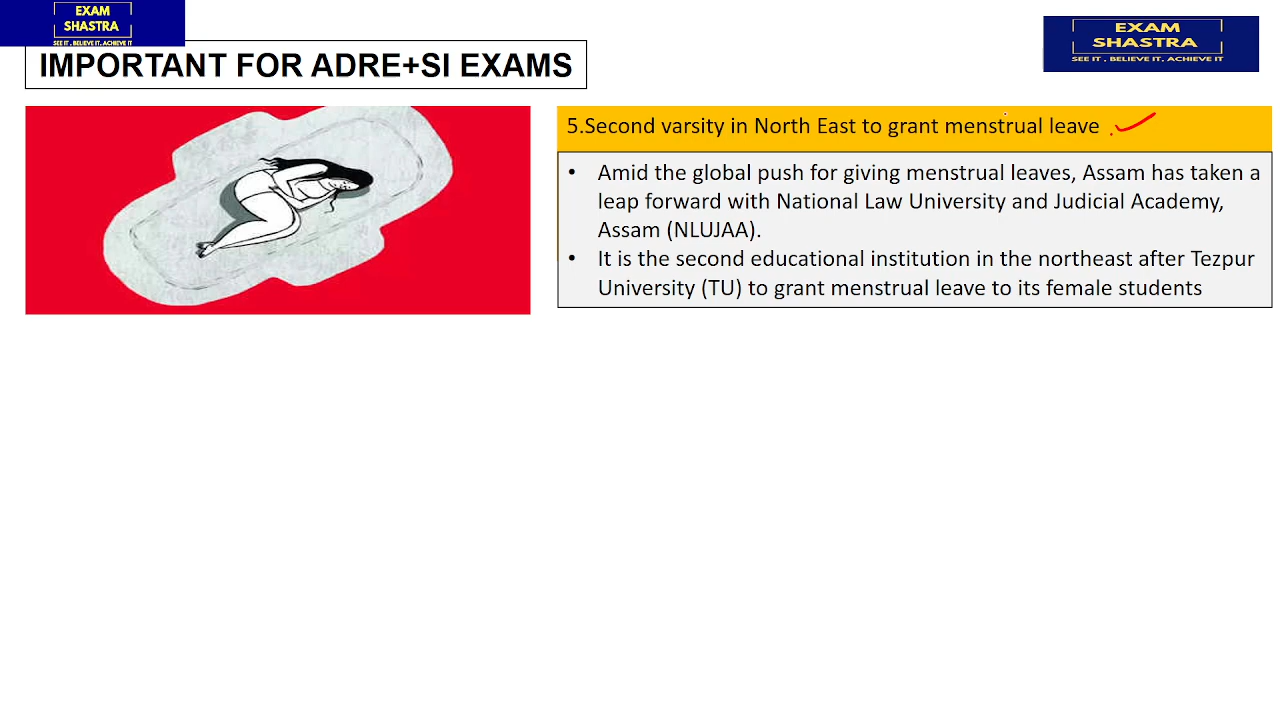 EXAM
SHASTRA
SEE IT , BELIEVE IT, ACHIEVE IT
EXAM
SHASTRA
SEE IT , BELIEVE IT, ACHIEVE IT
IMPORTANT FOR ADRE+SI EXAMS
5.Second varsity in North East to grant menstrual leave
• Amid the global push for giving menstrual leaves, Assam has taken a
leap forward with National Law University and Judicial Academy,
Assam (NLUJAA).
• It is the second educational institution in the northeast after Tezpur
University (TU) to grant menstrual leave to its female students